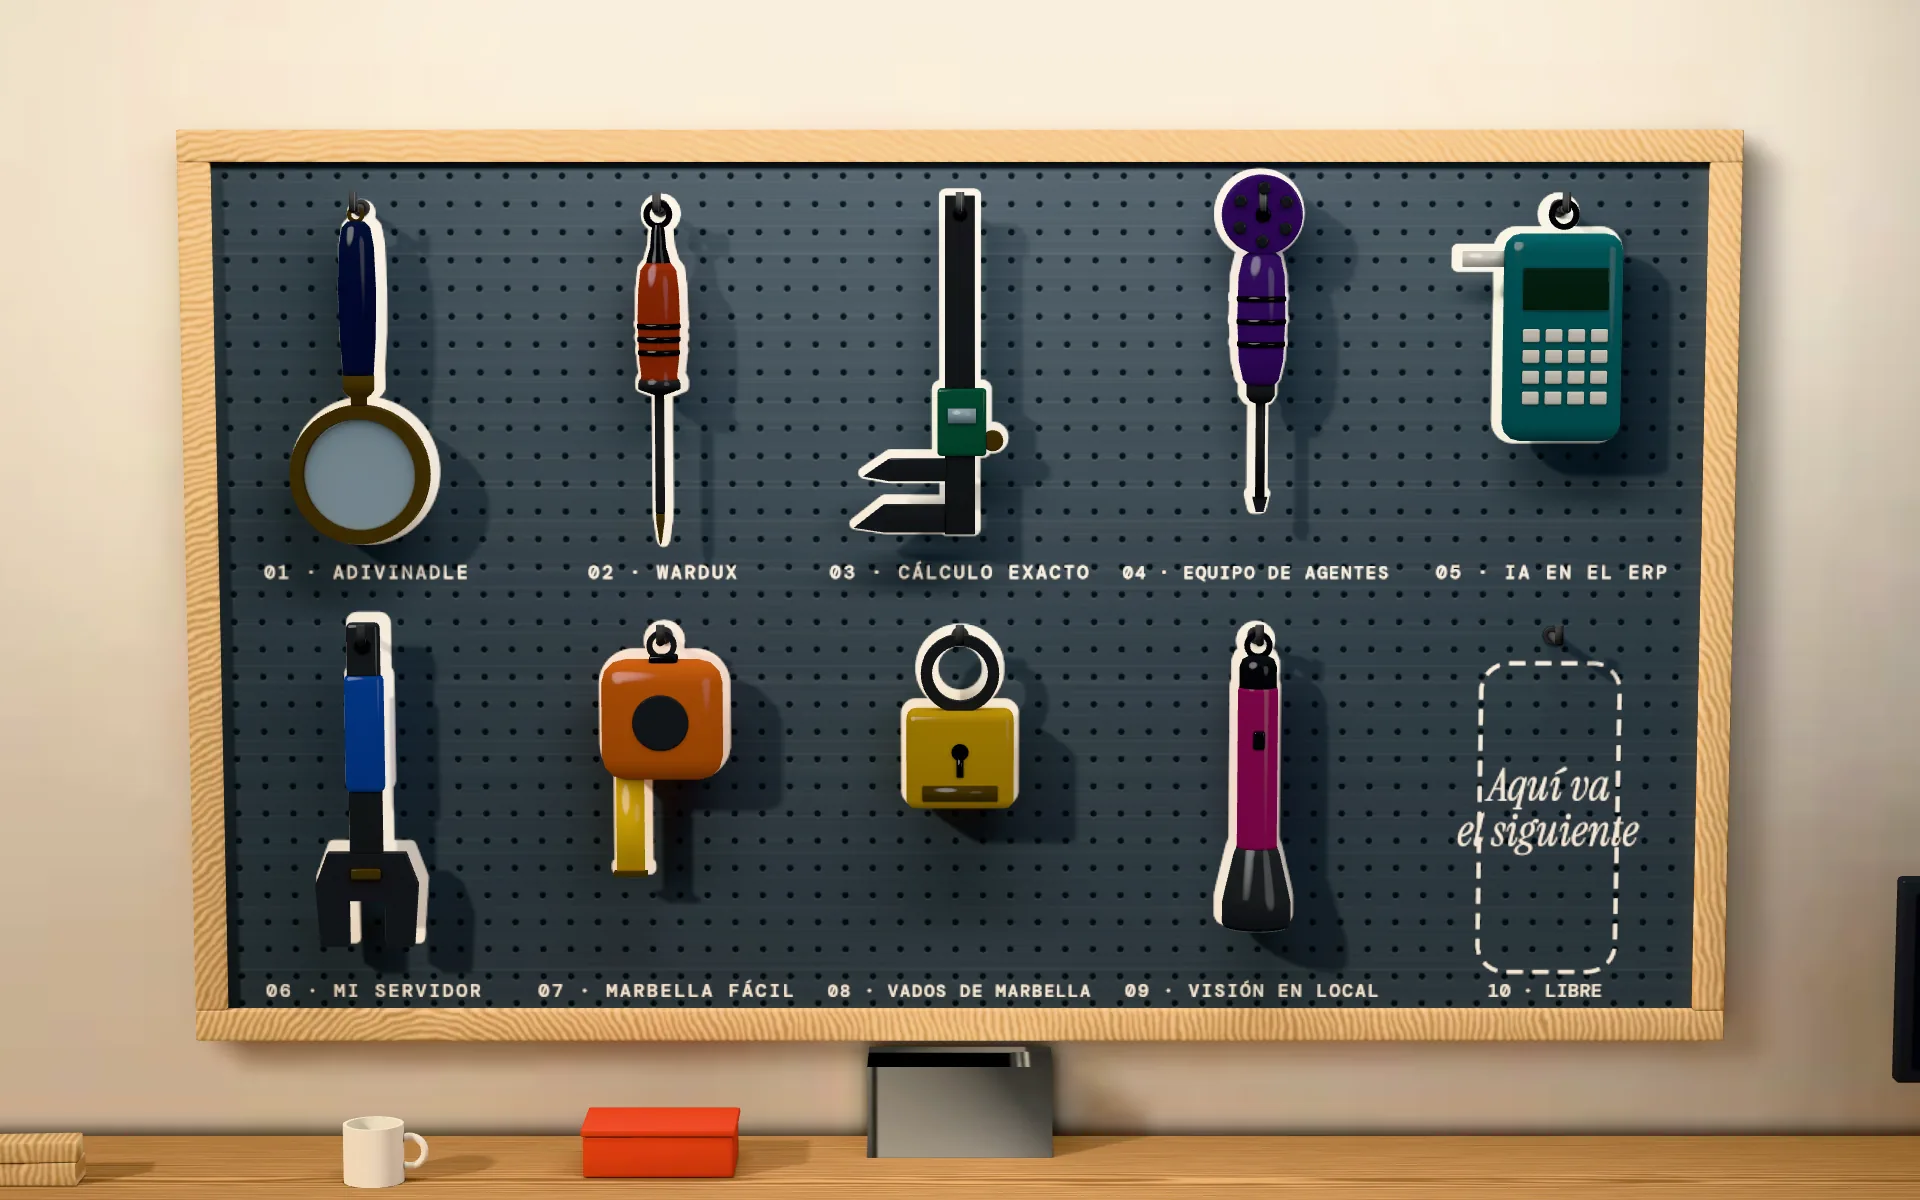 01 · ADIVINADLE
02 · WARDUX
03 · CÁLCULO EXACTO
04 · EQUIPO DE AGENTES
05 · IA EN EL ERP
Aquí va
el siguiente
06 · MI SERVIDOR
07 · MARBELLA FÁCIL
08 · VADOS DE MARBELLA
09 · VISIÓN EN LOCAL
10 · LIBRE